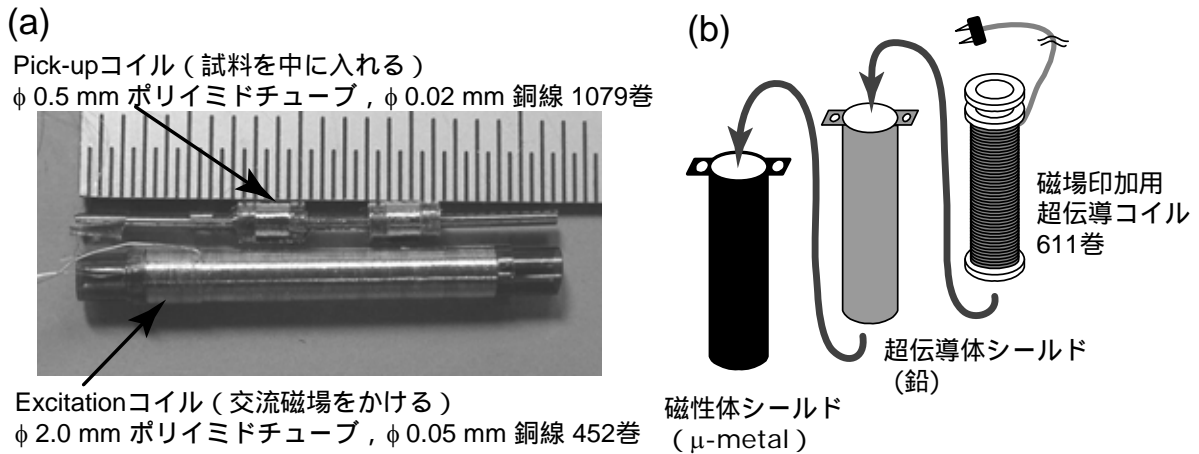 (a)
Pick-upコイル（試料を中に入れる）
φ 0.5 mm ポリイミドチューブ , φ 0.02 mm 銅線 1079巻
Excitationコイル（交流磁場をかける）
φ 2.0 mm ポリイミドチューブ , φ 0.05 mm 銅線 452巻
(b)
磁場印加用
超伝導コイル
611巻
超伝導体シールド
（鉛）
磁性体シールド
（μ-metal）